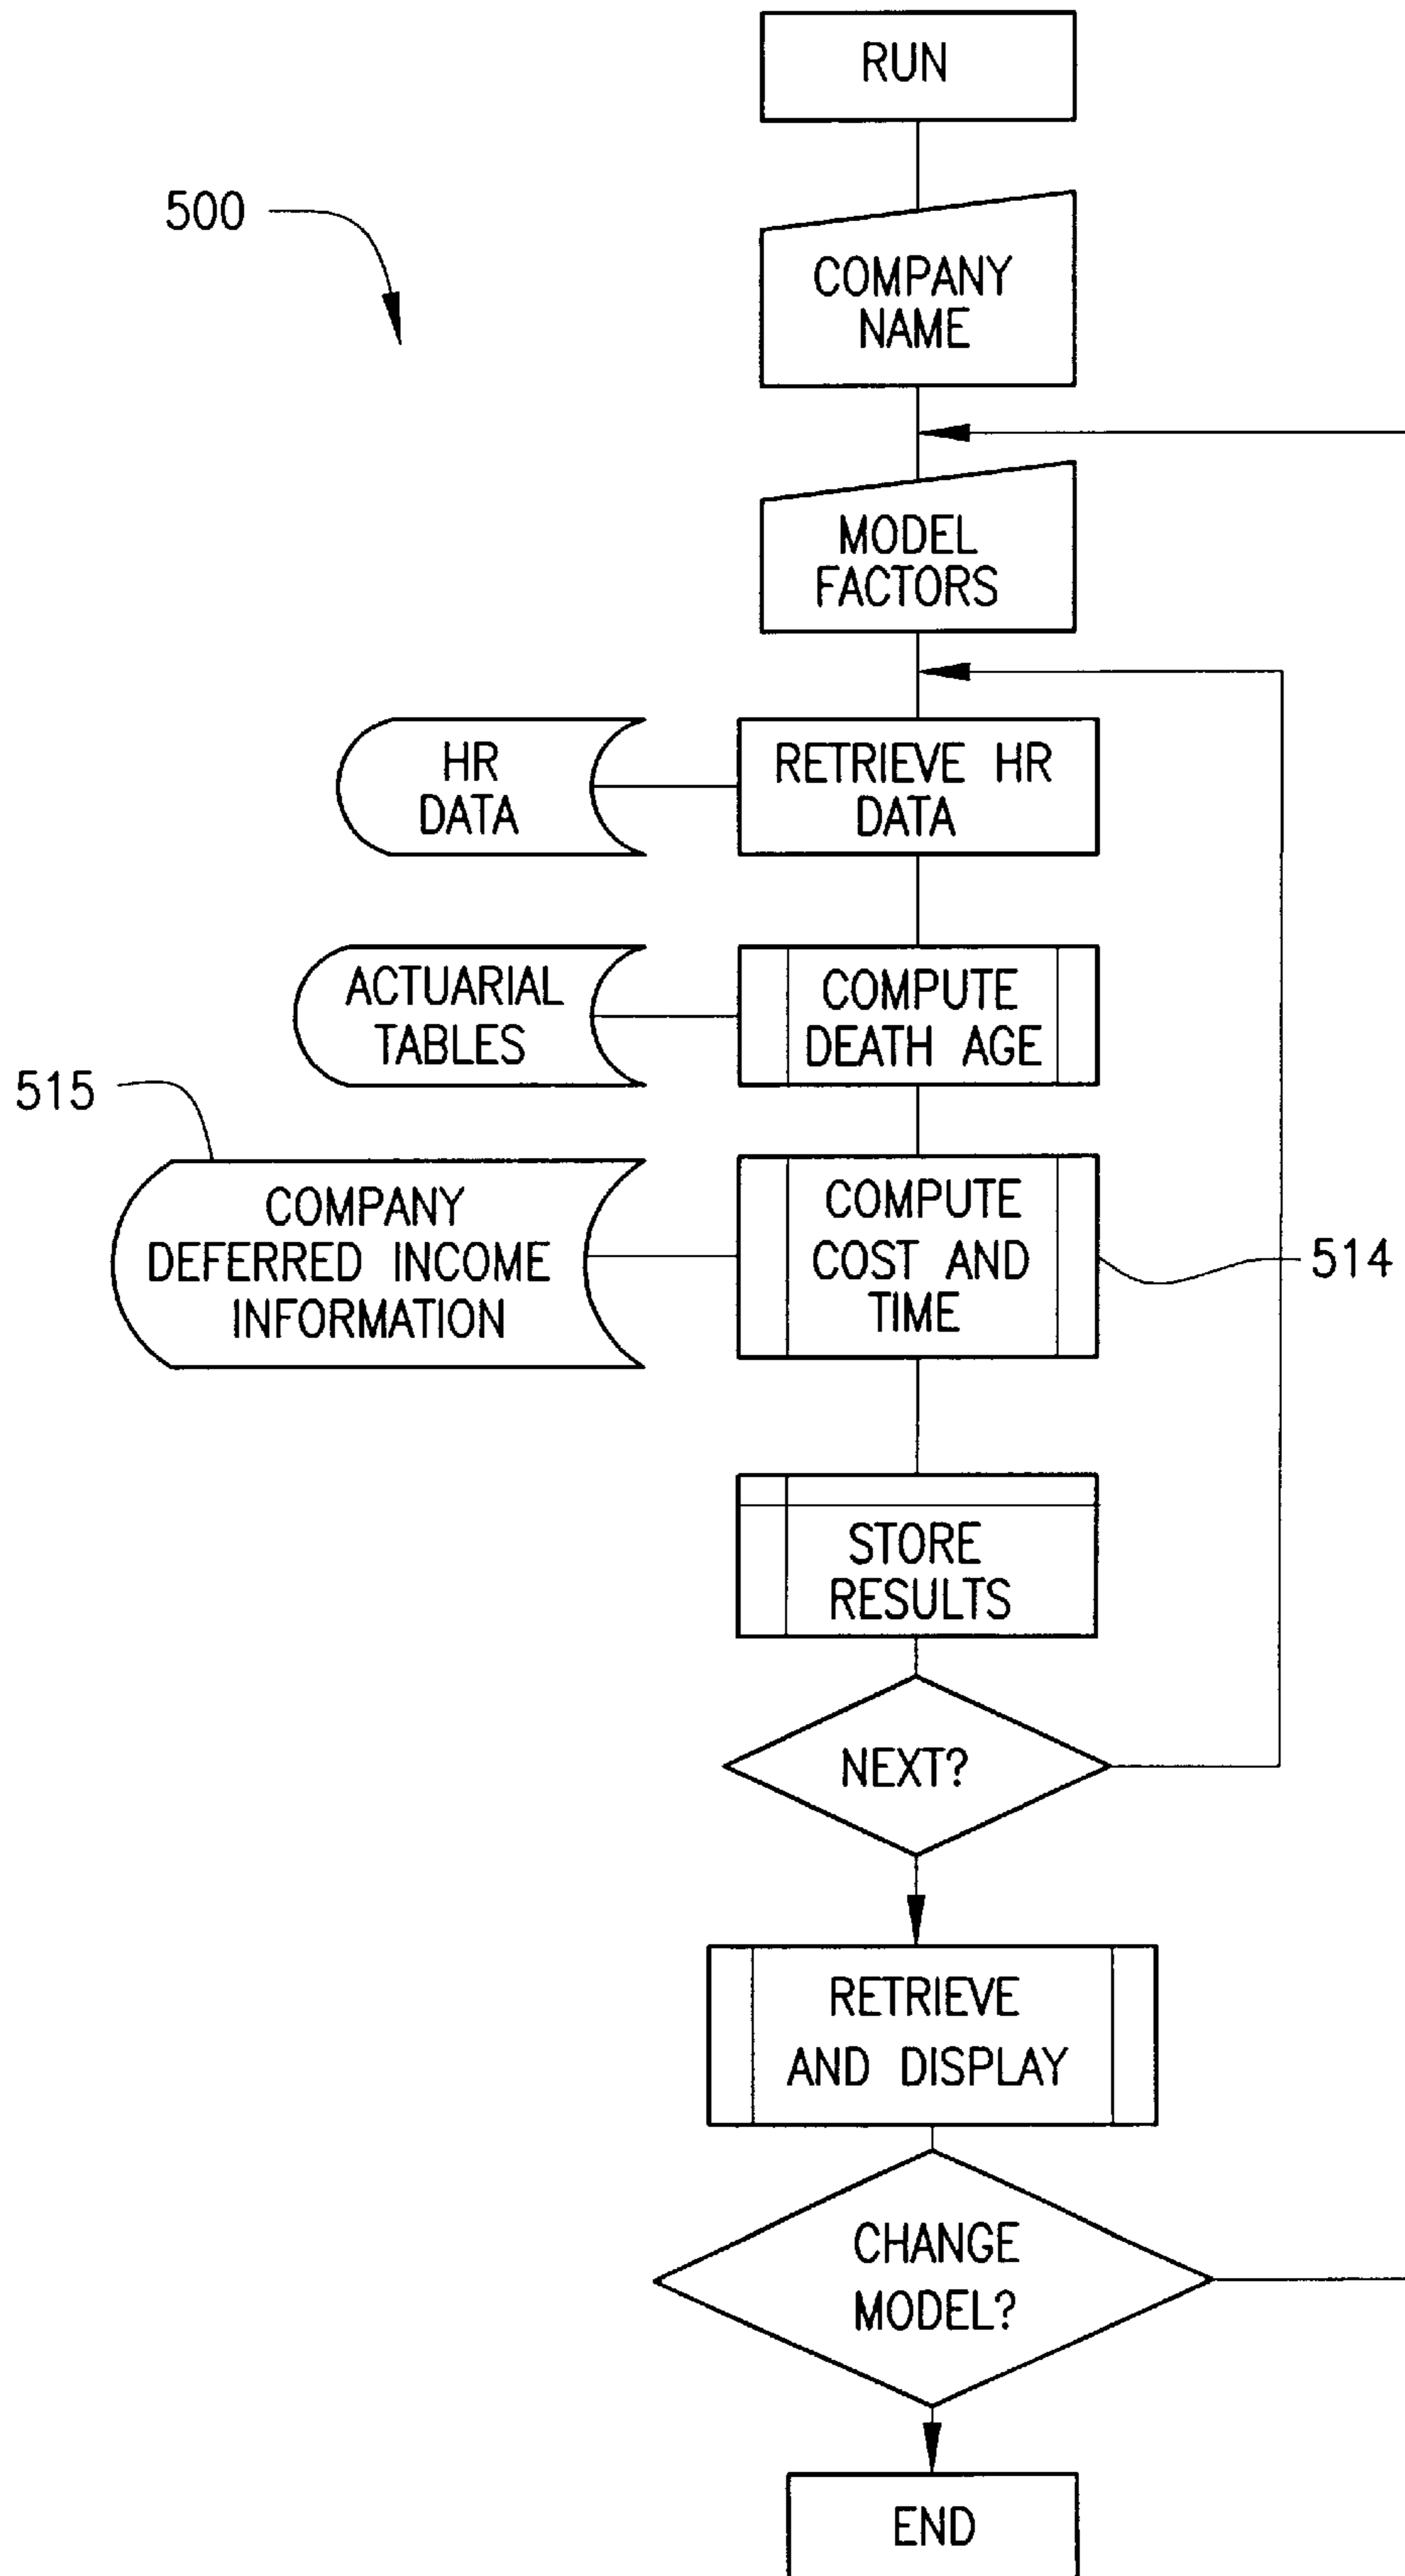 RUN
500
COMPANY
NAME
MODEL
FACTORS
HR
DATA
RETRIEVE HR
DATA
ACTUARIAL
TABLES
COMPUTE
DEATH AGE
515
COMPANY
DEFERRED INCOME
INFORMATION
COMPUTE
COST AND
TIME
514
STORE
RESULTS
NEXT?
RETRIEVE
AND DISPLAY
CHANGE
MODEL?
END